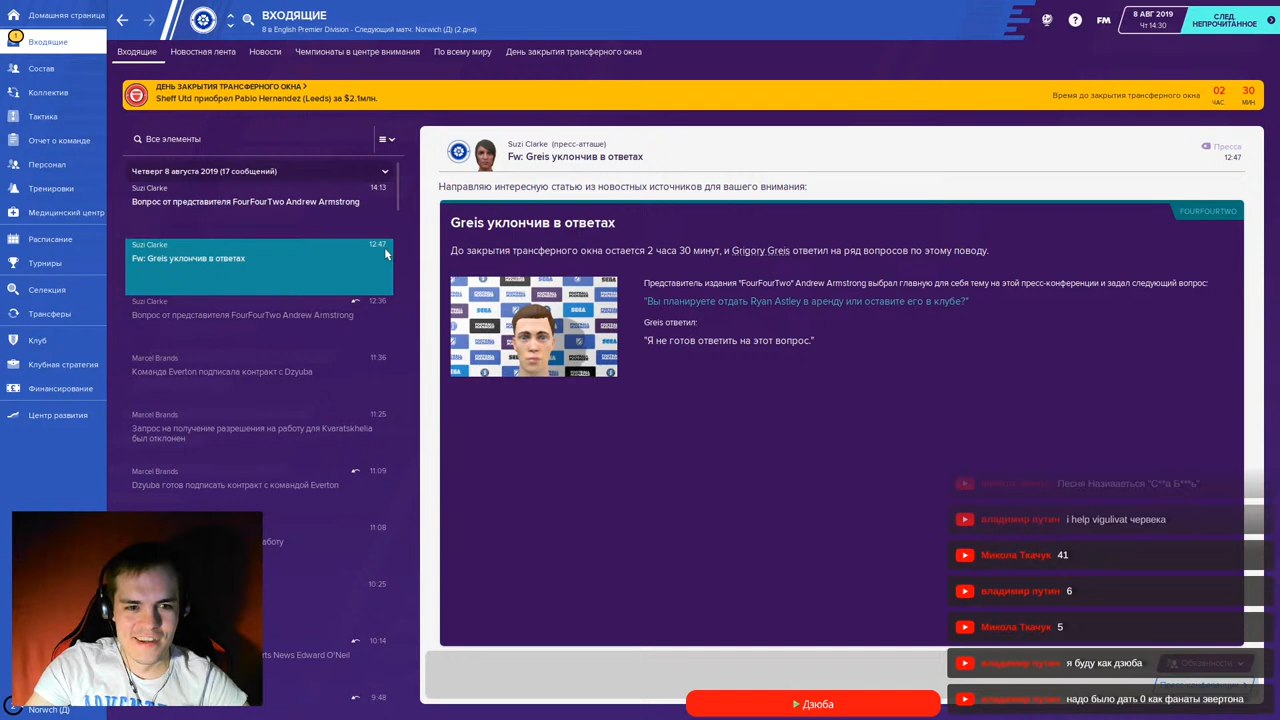 Домашняя страница
Входящие
Состав
Коллектив
Тактика
Отчет о команде
Персонал
Тренировки
Медицинский центр
Расписание
Турниры
Селекция
Трансферы
Клуб
Клубная стратегия
Финансирование
Центр развития
Norwch (Д)
ВХОДЯЩИЕ
8 в English Premier Division - Следующий матч: Norwich (Д) (2 дня)
FM
8 АВГ 2019
Чт 14:30
СЛЕД. НЕПРОЧИТАННОЕ
Входящие
Новостная лента
Новости
Чемпионаты в центре внимания
По всему миру
День закрытия трансферного окна
ДЕНЬ ЗАКРЫТИЯ ТРАНСФЕРНОГО ОКНА
Sheff Utd приобрел Pablo Hernandez (Leeds) за $2.1млн.
Время до закрытия трансферного окна
02 30
ЧАС. МИН.
Все элементы
Четверг 8 августа 2019 (17 сообщений)
Suzi Clarke 14:13
Вопрос от представителя FourFourTwo Andrew Armstrong
Suzi Clarke 12:47
Fw: Greis уклончив в ответах
Suzi Clarke 12:36
Вопрос от представителя FourFourTwo Andrew Armstrong
Marcel Brands 11:36
Команда Everton подписала контракт с Dzyuba
Marcel Brands 11:25
Запрос на получение разрешения на работу для Kvaratskhelia
был отклонен
Marcel Brands 11:09
Dzyuba готов подписать контракт с командой Everton
11:08
аботу
10:25
10:14
rts News Edward O'Neil
9:48
Suzi Clarke (пресс-атташе)
Fw: Greis уклончив в ответах
Пресса
12:47
Направляю интересную статью из новостных источников для вашего внимания:
FOURFOURTWO
Greis уклончив в ответах
До закрытия трансферного окна остается 2 часа 30 минут, и Grigory Greis ответил на ряд вопросов по этому поводу.
Представитель издания "FourFourTwo" Andrew Armstrong выбрал главную для себя тему на этой пресс-конференции и задал следующий вопрос:
"Вы планируете отдать Ryan Astley в аренду или оставите его в клубе?"
Greis ответил:
"Я не готов ответить на этот вопрос."
Песня Називаеться "С**а Б***ь"
владимир путин i help vigulivat червека
Микола Ткачук 41
владимир путин 6
Микола Ткачук 5
владимир путин я буду как дзюба
Обязанности
владимир путин надо было дать 0 как фанаты эвертона
Дзюба